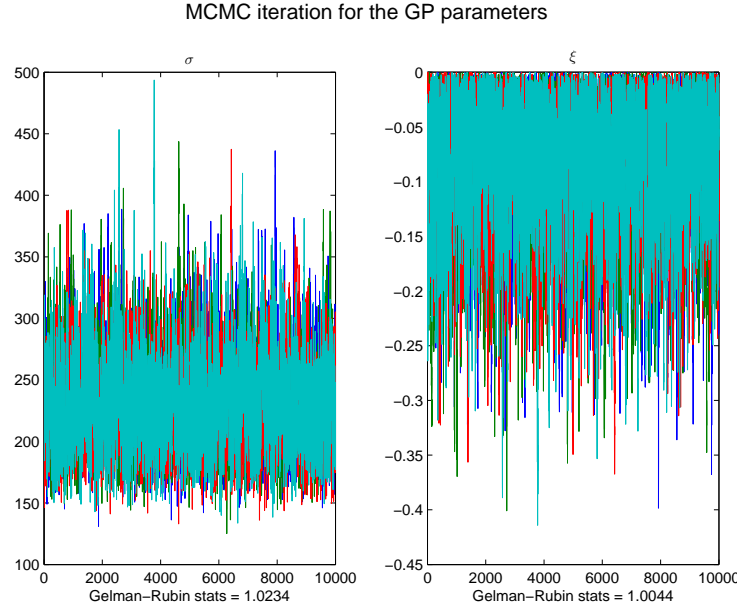 MCMC iteration for the GP parameters
σ
500
450
400
350
300
250
200
150
100
0 2000 4000 6000 8000 10000
Gelman−Rubin stats = 1.0234
ξ
0
−0.05
−0.1
−0.15
−0.2
−0.25
−0.3
−0.35
−0.4
−0.45
0 2000 4000 6000 8000 10000
Gelman−Rubin stats = 1.0044